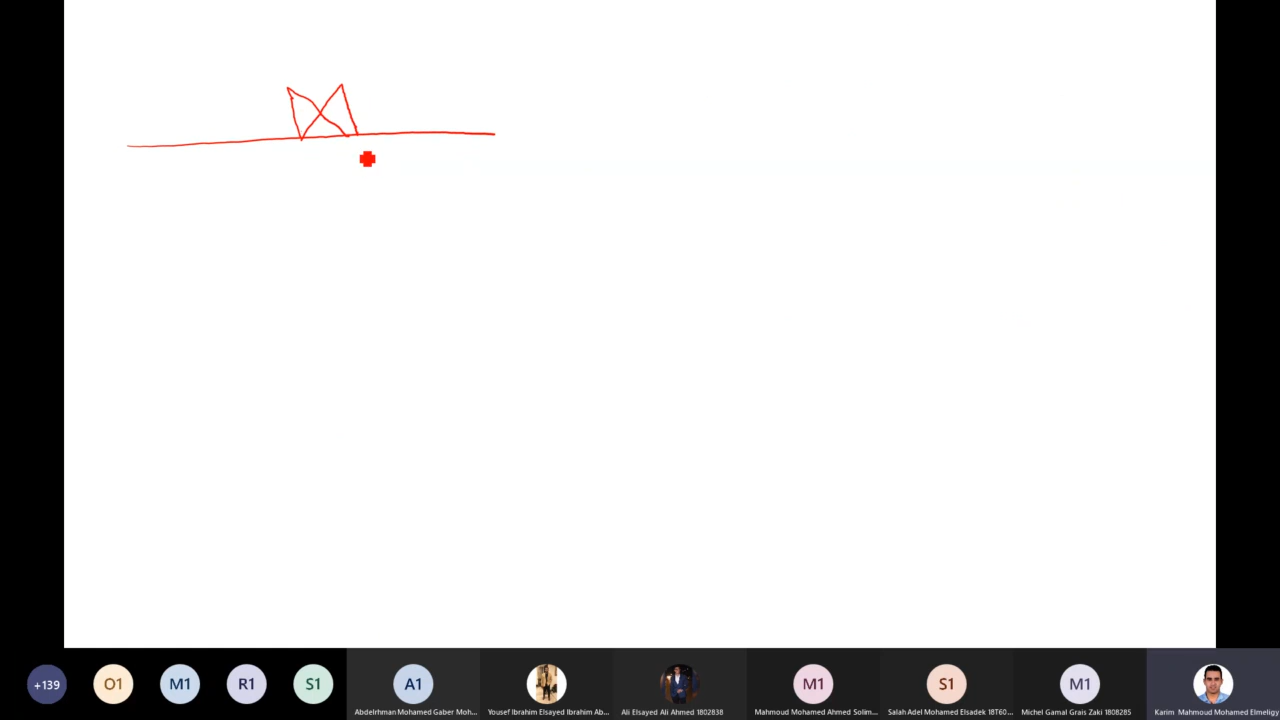 +139
O1
M1
R1
S1
A1
M1
S1
M1
Abdelrhman Mohamed Gaber Moh...
Yousef Ibrahim Elsayed Ibrahim Ab...
Ali Elsayed Ali Ahmed 1802838
Mahmoud Mohamed Ahmed Solim...
Salah Adel Mohamed Elsadek 18T60...
Michel Gamal Grais Zaki 1808285
Karim Mahmoud Mohamed Elmelig